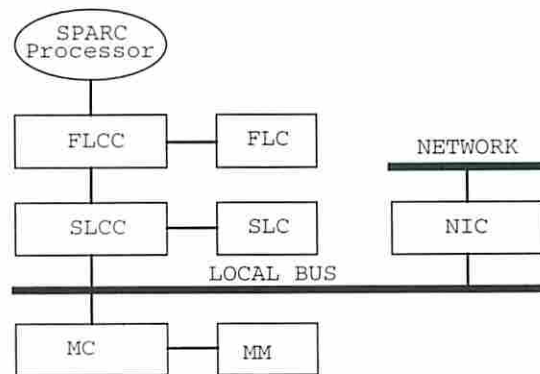 SPARC
Processor
FLCC
FLC
NETWORK
SLCC
SLC
NIC
LOCAL BUS
MC
MM